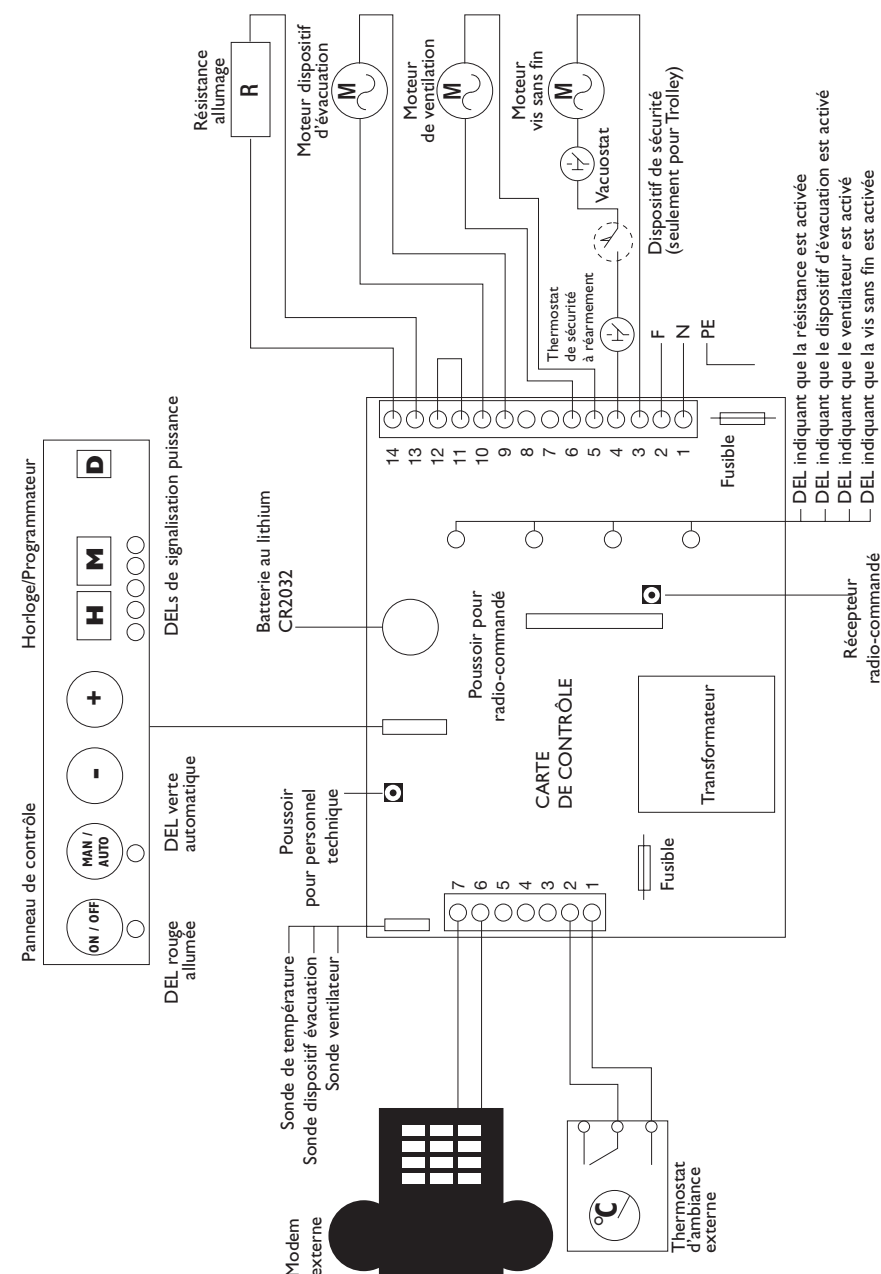 Panneau de contrôle
Horloge/Programmateur
ON / OFF
MAN /
AUTO
-
+
H
M
D
DEL rouge
allumée
DEL verte
automatique
DELs de signalisation puissance
Résistance
allumage
R
Moteur dispositif
d'évacuation
M
Moteur
de ventilation
M
Moteur
vis sans fin
M
Vacuostat
Dispositif de sécurité
(seulement pour Trolley)
Thermostat
de sécurité
à réarmement
F
N
PE
14
13
12
11
10
9
8
7
6
5
4
3
2
1
Fusible
Batterie au lithium
CR2032
Poussoir
pour personnel
technique
Poussoir pour
radio-commandé
CARTE
DE CONTRÔLE
Transformateur
Fusible
7
6
5
4
3
2
1
Sonde de température
Sonde dispositif évacuation
Sonde ventilateur
Modem
externe
°C
Thermostat
d'ambiance
externe
Récepteur
radio-commandé
DEL indiquant que la résistance est activée
DEL indiquant que le dispositif d'évacuation est activé
DEL indiquant que le ventilateur est activé
DEL indiquant que la vis sans fin est activée